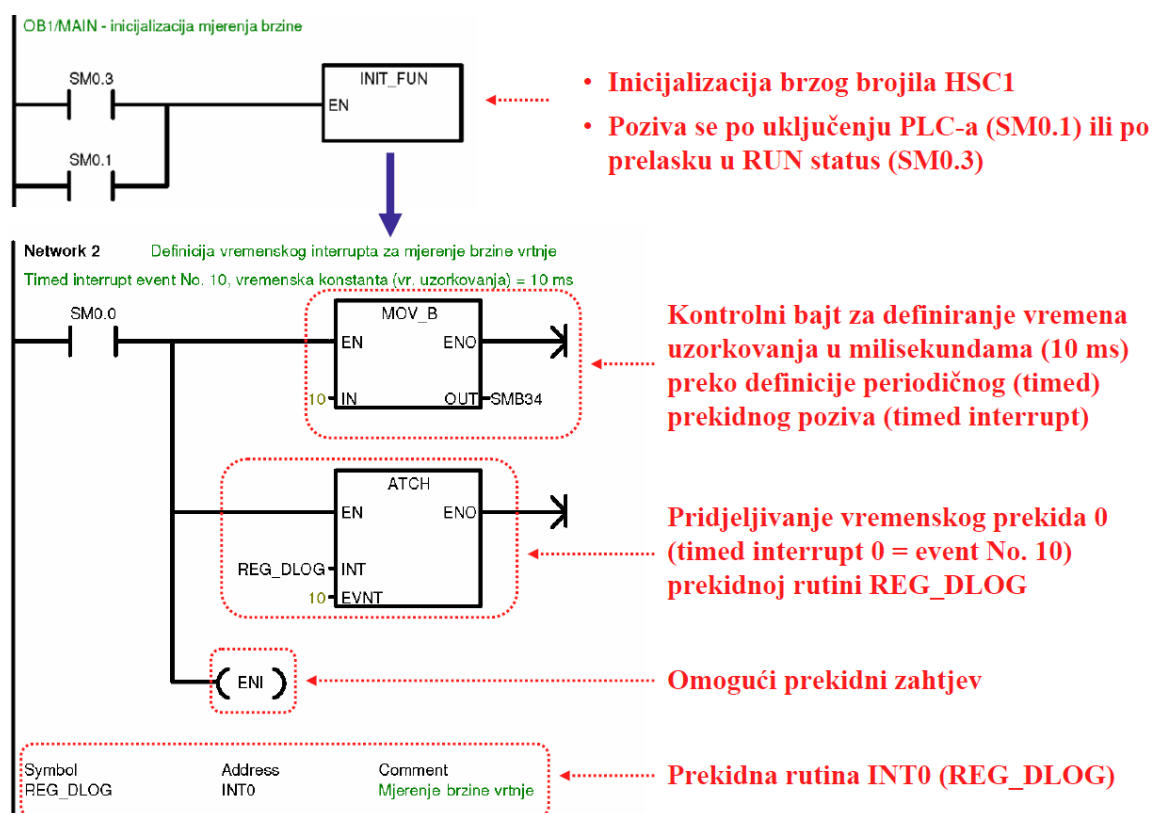 OB1/MAIN - inicijalizacija mjerenja brzine
SM0.3
INIT_FUN
EN
SM0.1
• Inicijalizacija brzog brojila HSC1
• Poziva se po uključenju PLC-a (SM0.1) ili po
prelasku u RUN status (SM0.3)
Network 2 Definicija vremenskog interrupta za mjerenje brzine vrtnje
Timed interrupt event No. 10, vremenska konstanta (vr. uzorkovanja) = 10 ms
SM0.0
MOV_B
EN ENO
10 IN OUT SMB34
Kontrolni bajt za definiranje vremena
uzorkovanja u milisekundama (10 ms)
preko definicije periodičnog (timed)
prekidnog poziva (timed interrupt)
ATCH
EN ENO
REG_DLOG INT
10 EVNT
Pridjeljivanje vremenskog prekida 0
(timed interrupt 0 = event No. 10)
prekidnoj rutini REG_DLOG
ENI
Omogući prekidni zahtjev
Symbol Address Comment
REG_DLOG INT0 Mjerenje brzine vrtnje
Prekidna rutina INT0 (REG_DLOG)